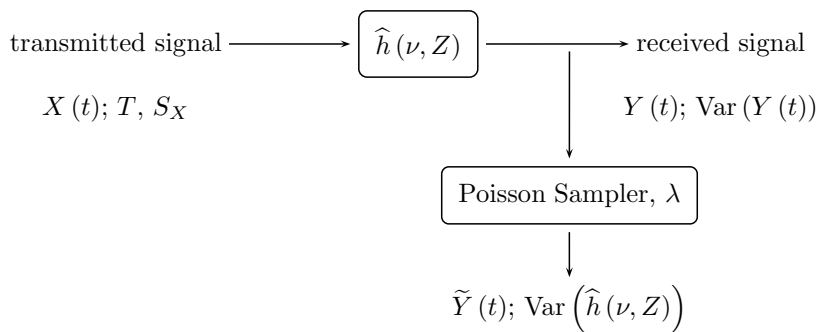 transmitted signal
ĥ (ν, Z)
received signal
X (t); T, S_X
Y (t); Var (Y (t))
Poisson Sampler, λ
Ỹ (t); Var (ĥ (ν, Z))